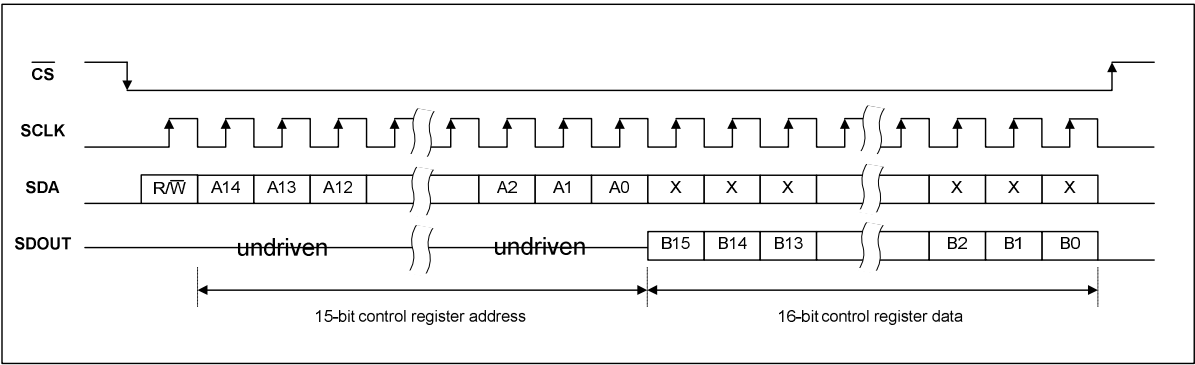 CS
SCLK
SDA R/W A14 A13 A12 A2 A1 A0 X X X X X X
SDOUT undriven undriven B15 B14 B13 B2 B1 B0
15-bit control register address 16-bit control register data